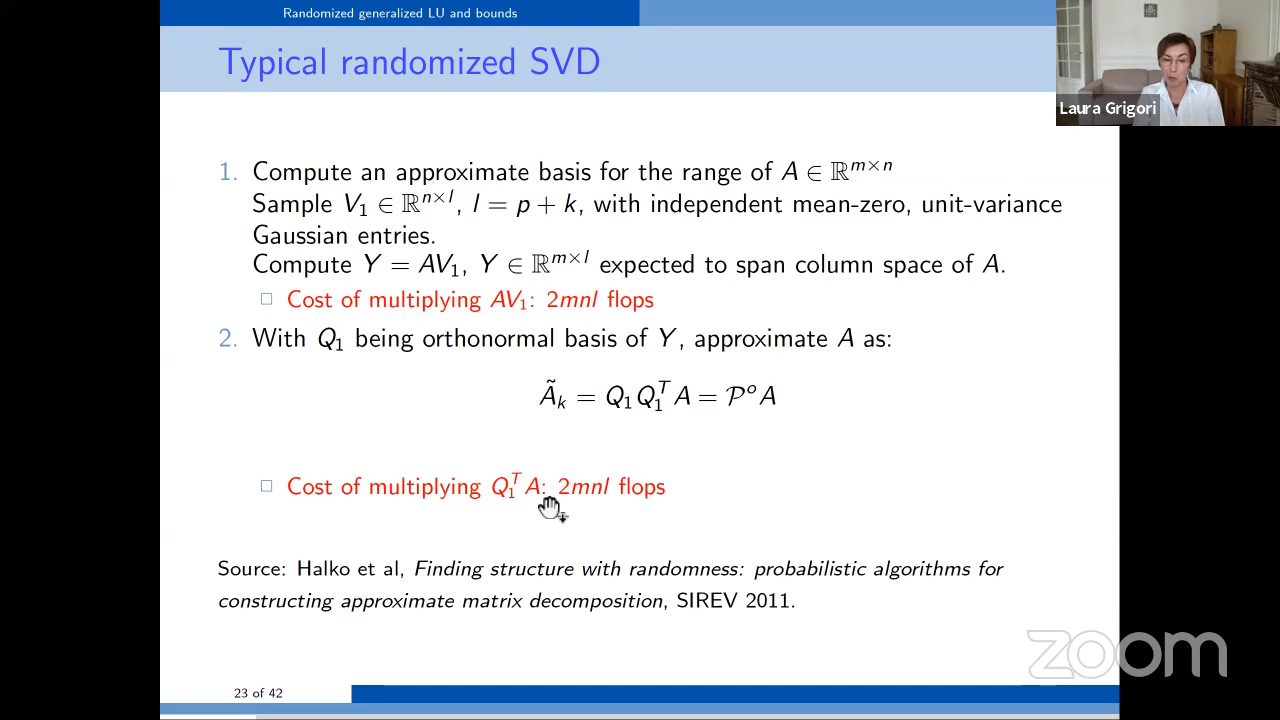 Randomized generalized LU and bounds
Typical randomized SVD
Laura Grigori
1. Compute an approximate basis for the range of A ∈ ℝ^{m×n}
Sample V₁ ∈ ℝ^{n×l}, l = p + k, with independent mean-zero, unit-variance
Gaussian entries.
Compute Y = AV₁, Y ∈ ℝ^{m×l} expected to span column space of A.
Cost of multiplying AV₁: 2mnl flops
2. With Q₁ being orthonormal basis of Y, approximate A as:
Ã_k = Q₁Q₁^T A = 𝒫^o A
Cost of multiplying Q₁^T A: 2mnl flops
Source: Halko et al, Finding structure with randomness: probabilistic algorithms for
constructing approximate matrix decomposition, SIREV 2011.
zoom
23 of 42